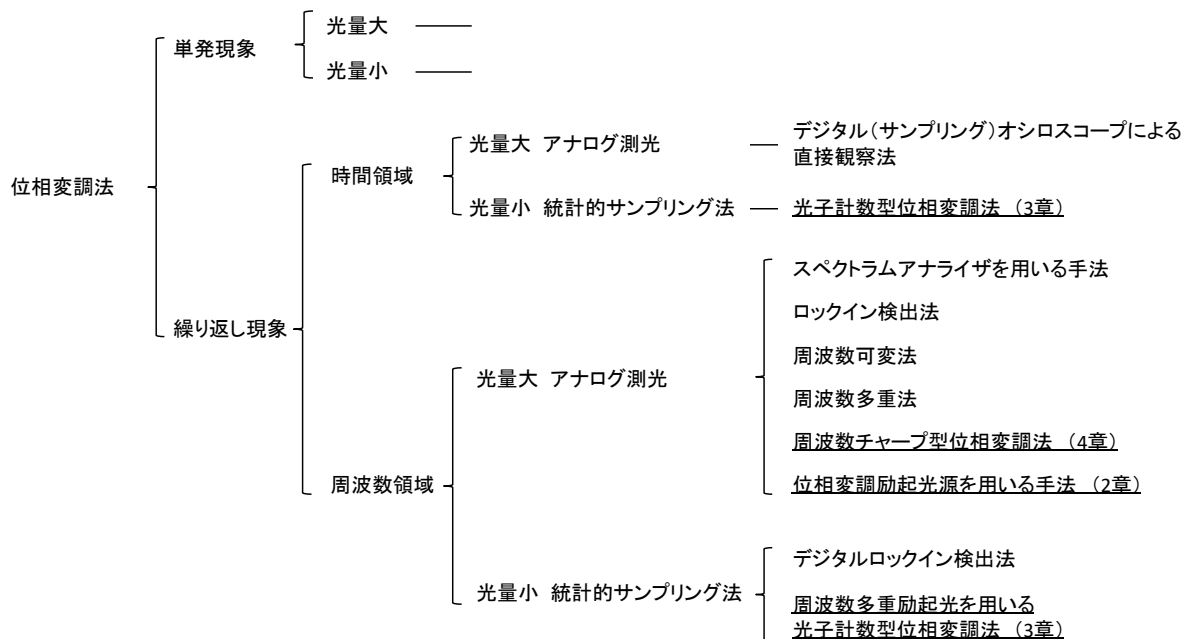 位相変調法
単発現象
光量大
光量小
繰り返し現象
時間領域
光量大 アナログ測光
デジタル(サンプリング)オシロスコープによる
直接観察法
光量小 統計的サンプリング法
光子計数型位相変調法 (3章)
周波数領域
光量大 アナログ測光
スペクトラムアナライザを用いる手法
ロックイン検出法
周波数可変法
周波数多重法
周波数チャープ型位相変調法 (4章)
位相変調励起光源を用いる手法 (2章)
光量小 統計的サンプリング法
デジタルロックイン検出法
周波数多重励起光を用いる
光子計数型位相変調法 (3章)